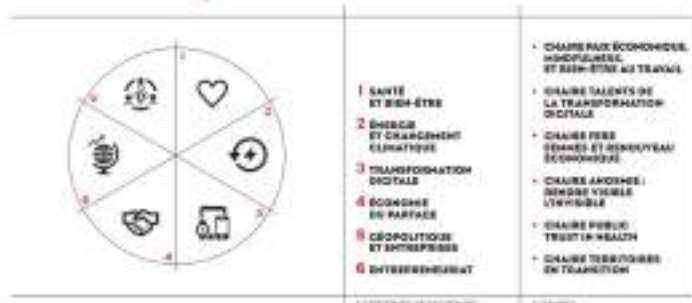 1 SANTÉ
ET BIEN-ÊTRE
2 ÉNERGIE
ET CHANGEMENT
CLIMATIQUE
3 TRANSFORMATION
DIGITALE
4 ÉCONOMIE
DU PARTAGE
5 GÉOPOLITIQUE
ET ENTREPRISES
6 ENTREPRENEURIAT
• CHAIRE PAIX ÉCONOMIQUE,
MINDFULNESS,
ET BIEN-ÊTRE AU TRAVAIL
• CHAIRE TALENTS DE
LA TRANSFORMATION
DIGITALE
• CHAIRE FERE
FEMMES ET RENOUVEAU
ÉCONOMIQUE
• CHAIRE ANOSMIE :
RENDRE VISIBLE
L'INVISIBLE
• CHAIRE PUBLIC
TRUST IN HEALTH
• CHAIRE TERRITOIRES
EN TRANSITION